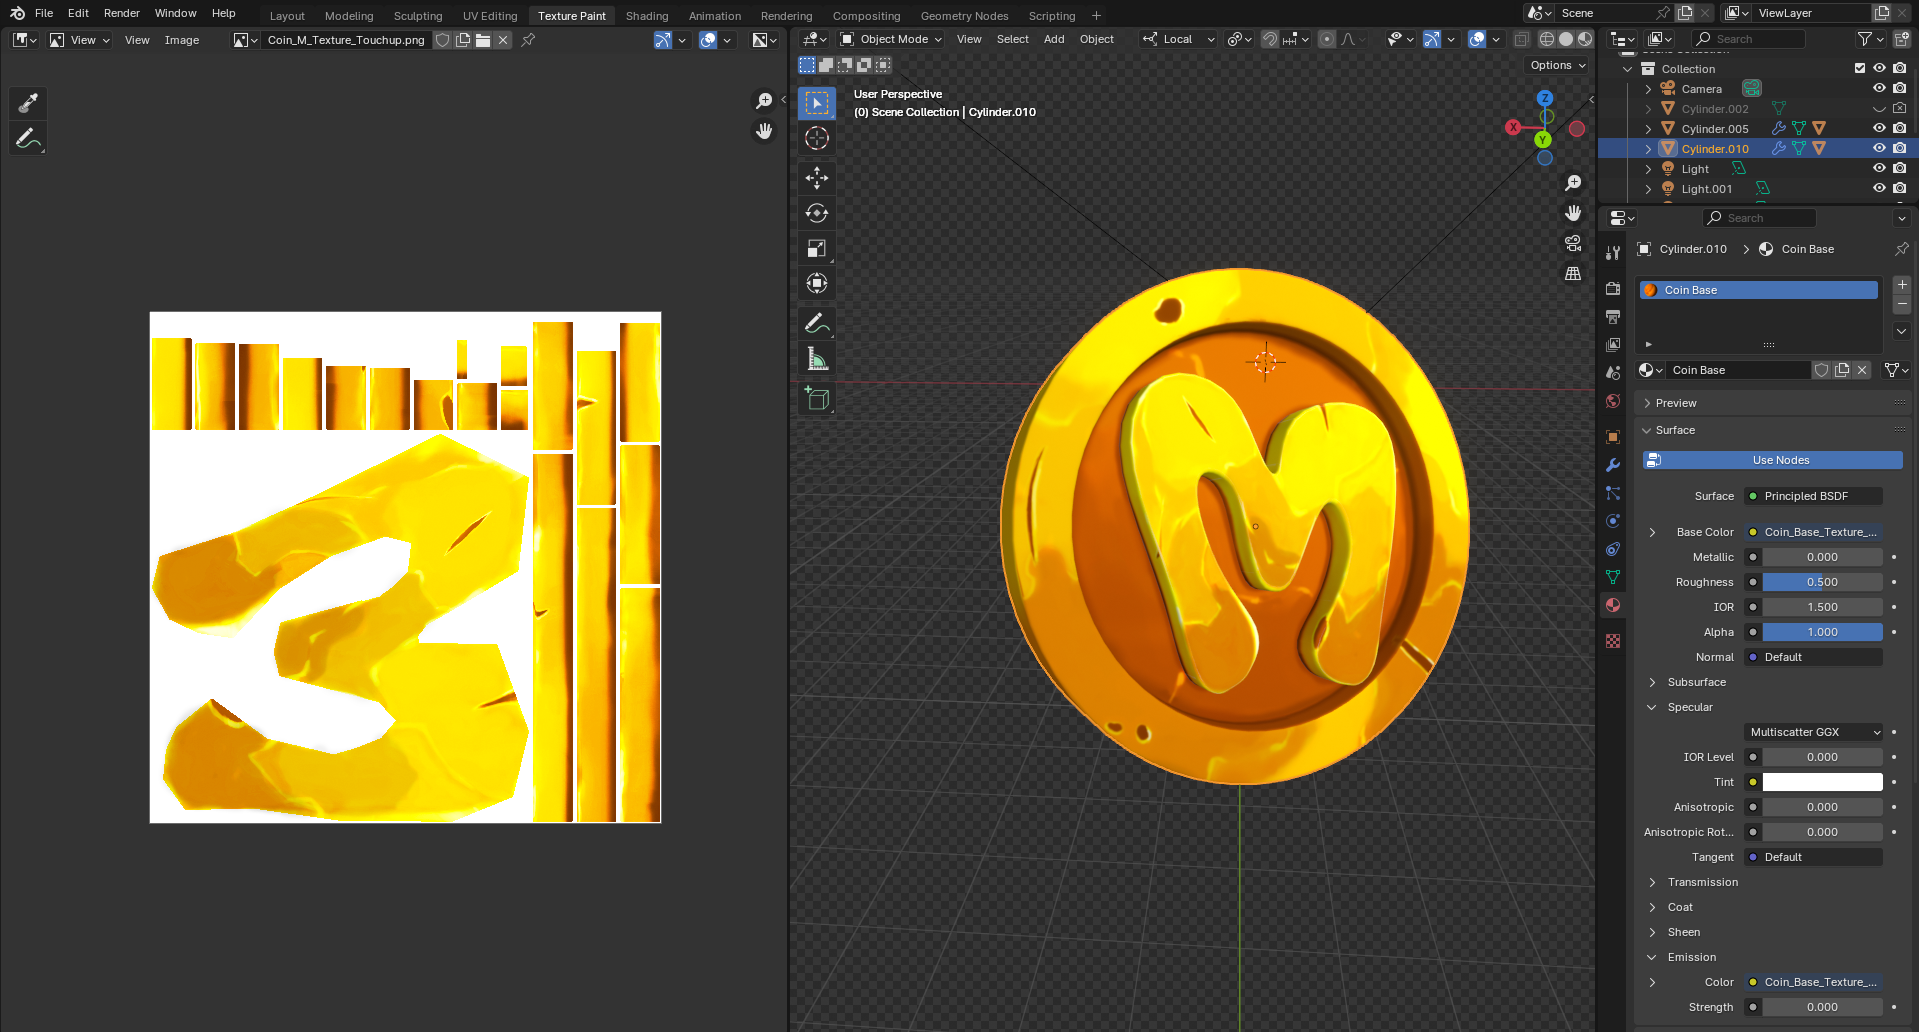 File Edit Render Window Help Layout Modeling Sculpting UV Editing Texture Paint Shading Animation Rendering Compositing Geometry Nodes Scripting + Scene ViewLayer
View View Image Coin_M_Texture_Touchup.png Object Mode View Select Add Object Local Search
Options
User Perspective
(0) Scene Collection | Cylinder.010
Z
X
Y
Collection
Camera
Cylinder.002
Cylinder.005
Cylinder.010
Light
Light.001
Search
Cylinder.010 > Coin Base
Coin Base
Coin Base
Preview
Surface
Use Nodes
Surface Principled BSDF
Base Color Coin_Base_Texture_...
Metallic 0.000
Roughness 0.500
IOR 1.500
Alpha 1.000
Normal Default
Subsurface
Specular
Multiscatter GGX
IOR Level 0.000
Tint
Anisotropic 0.000
Anisotropic Rot... 0.000
Tangent Default
Transmission
Coat
Sheen
Emission
Color Coin_Base_Texture_...
Strength 0.000
M